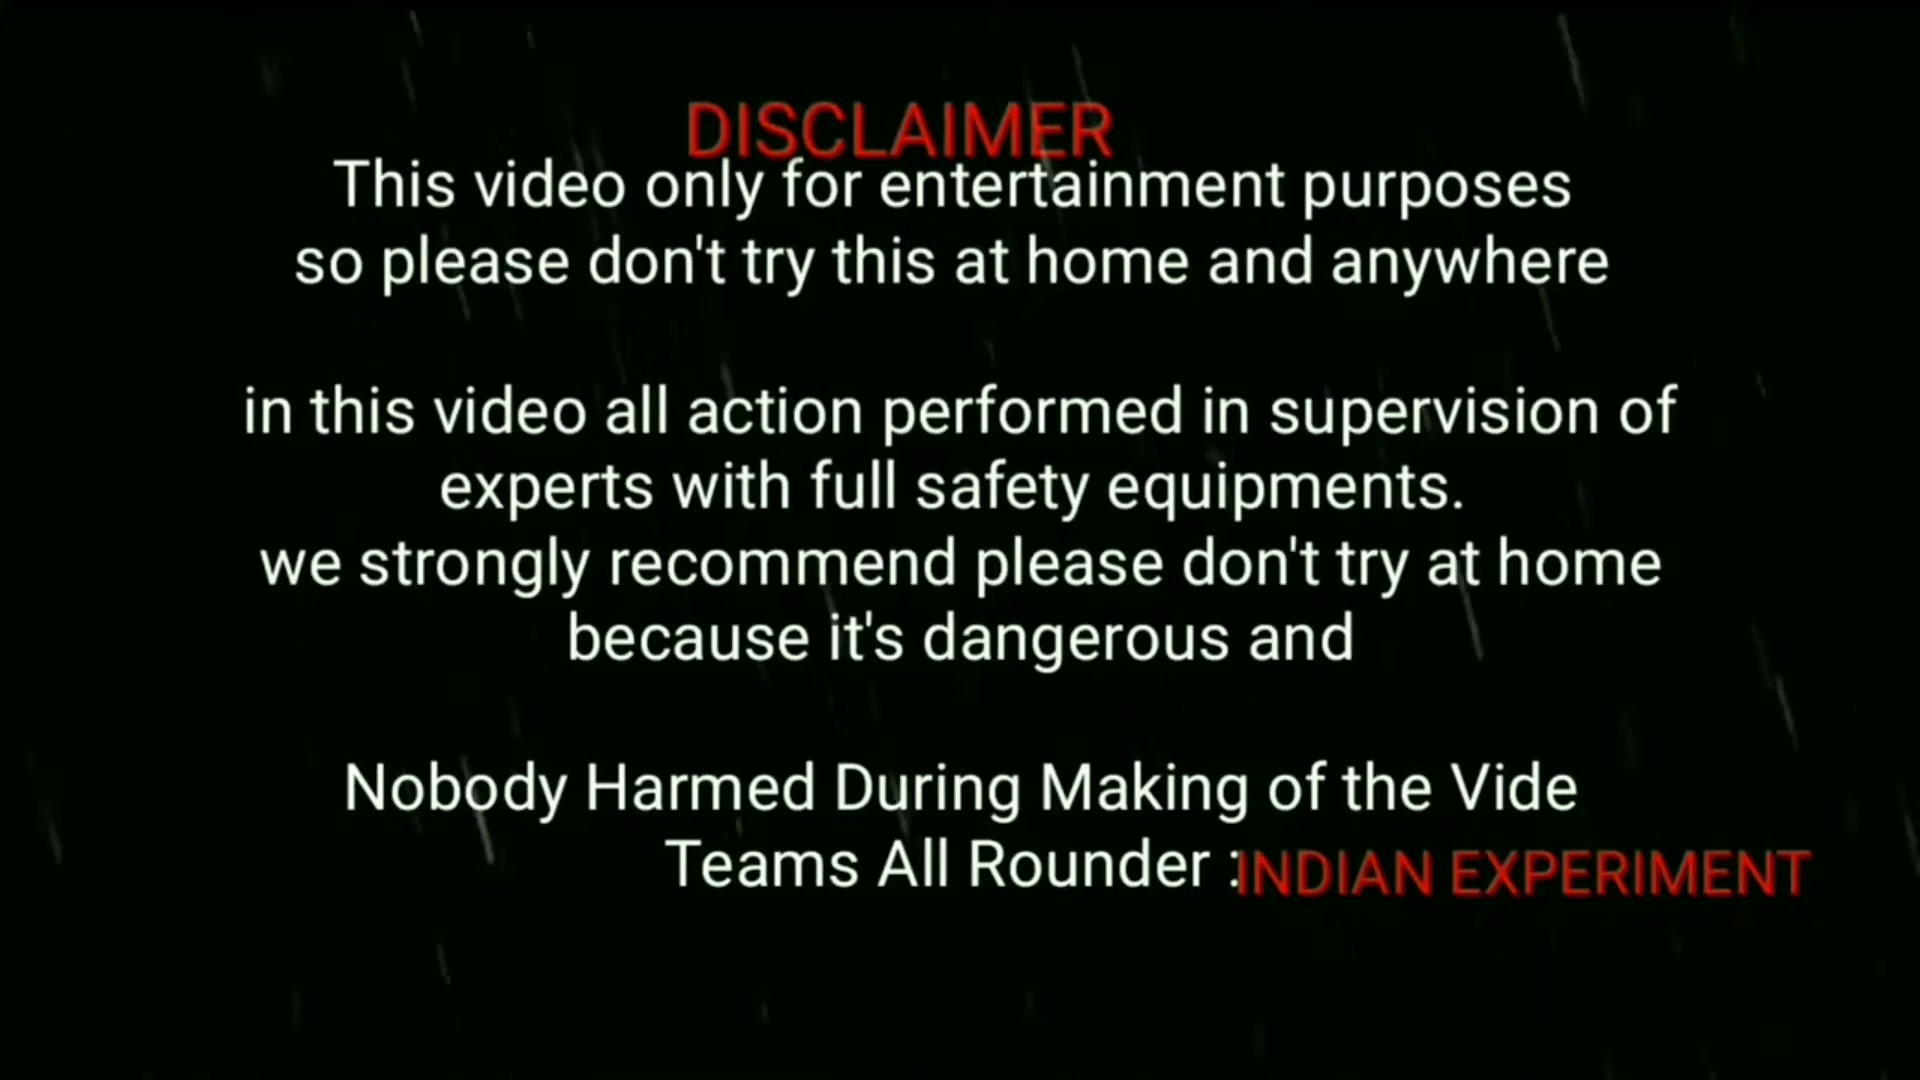 DISCLAIMER
This video only for entertainment purposes
so please don't try this at home and anywhere
in this video all action performed in supervision of
experts with full safety equipments.
we strongly recommend please don't try at home
because it's dangerous and
Nobody Harmed During Making of the Vide
Teams All Rounder :INDIAN EXPERIMENT